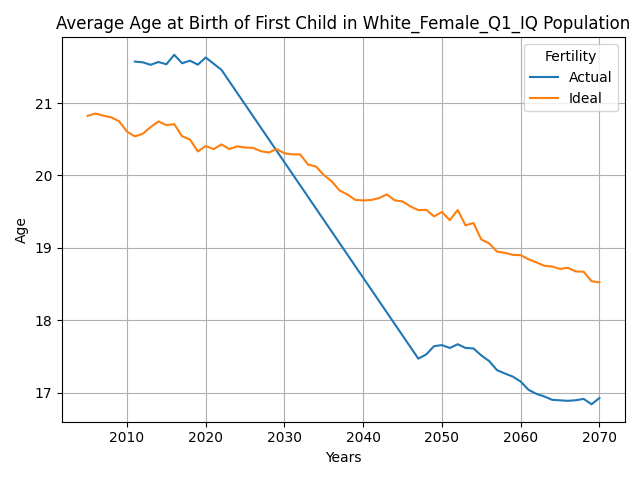 Average Age at Birth of First Child in White_Female_Q1_IQ Population
Fertility
Actual
Ideal
Age
21
20
19
18
17
2010
2020
2030
2040
2050
2060
2070
Years